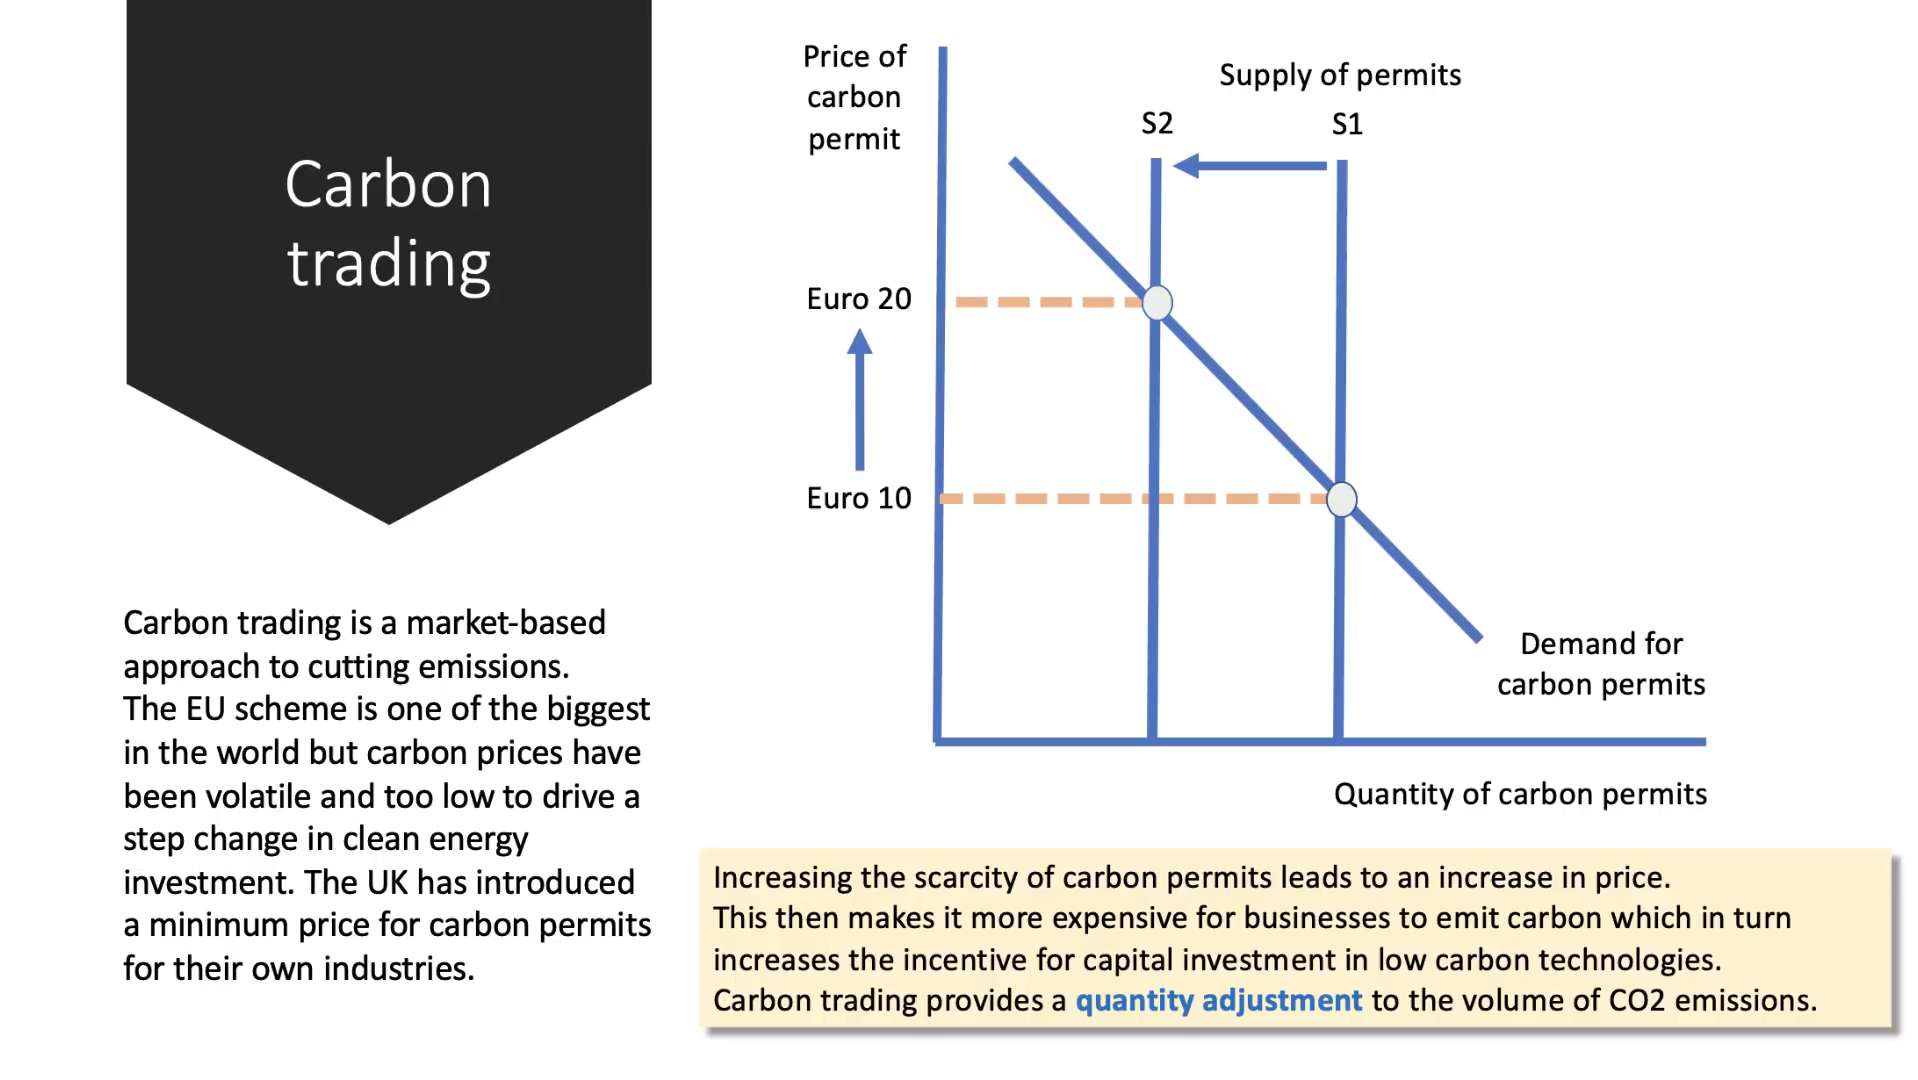 Carbon
trading
Carbon trading is a market-based
approach to cutting emissions.
The EU scheme is one of the biggest
in the world but carbon prices have
been volatile and too low to drive a
step change in clean energy
investment. The UK has introduced
a minimum price for carbon permits
for their own industries.
Price of
carbon
permit
Supply of permits
S2
S1
Euro 20
Euro 10
Demand for
carbon permits
Quantity of carbon permits
Increasing the scarcity of carbon permits leads to an increase in price.
This then makes it more expensive for businesses to emit carbon which in turn
increases the incentive for capital investment in low carbon technologies.
Carbon trading provides a quantity adjustment to the volume of CO2 emissions.